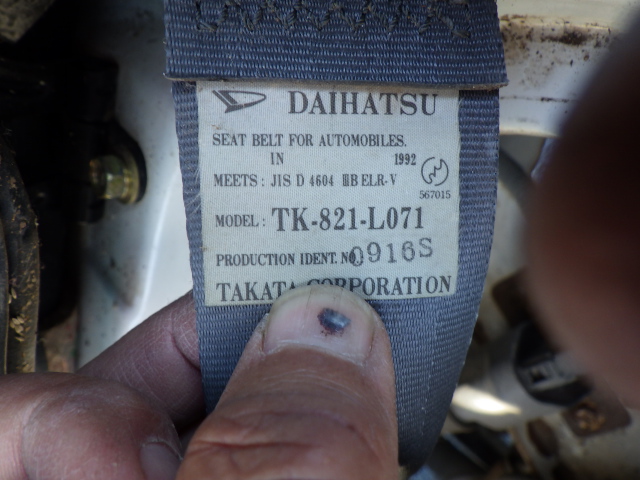 DAIHATSU
SEAT BELT FOR AUTOMOBILES.
IN 1992
MEETS: JIS D 4604 ⅢB ELR-V
567015
MODEL: TK-821-L071
PRODUCTION IDENT. NO. 0916S
TAKATA CORPORATION